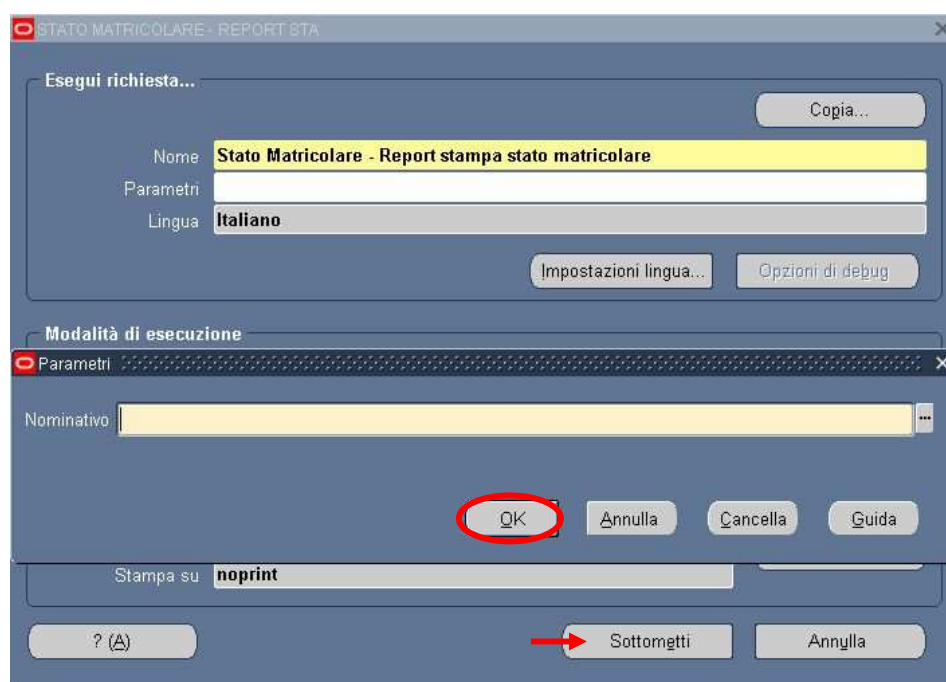 STATO MATRICOLARE - REPORT STA
Esegui richiesta...
Copia...
Nome Stato Matricolare - Report stampa stato matricolare
Parametri
Lingua Italiano
Impostazioni lingua... Opzioni di debug
Modalità di esecuzione
Parametri
Nominativo
OK Annulla Cancella Guida
Stampa su noprint
? (A) Sottometti Annulla